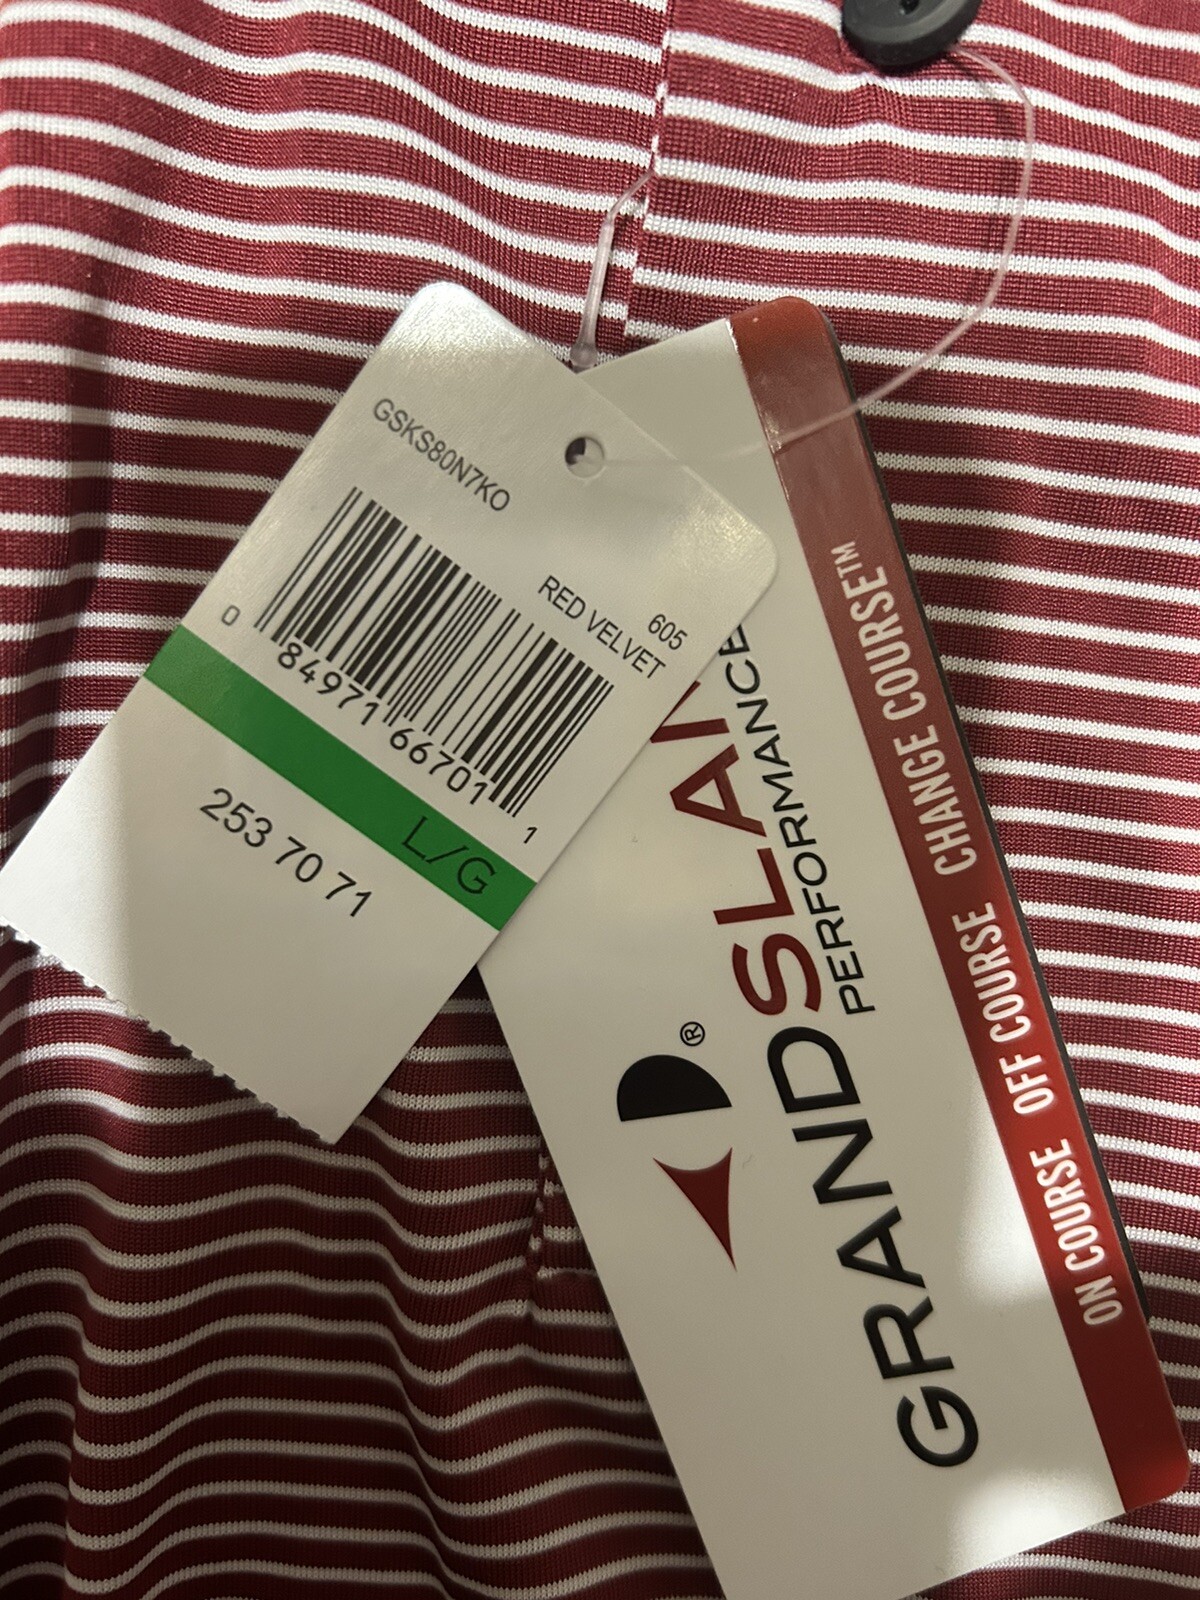 GSKS80N7KO
605
RED VELVET
0 84971 66701 1
L/G
253 70 71
®
GRANDSLAM
PERFORMANCE
ON COURSE OFF COURSE CHANGE COURSE™